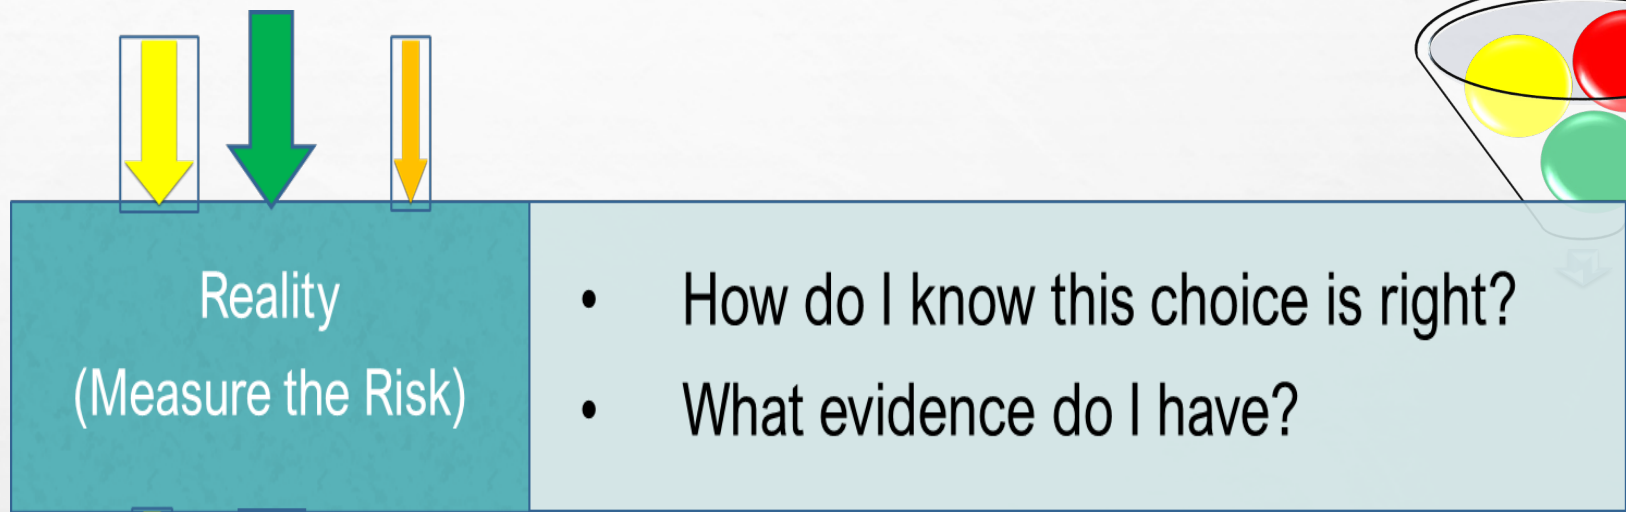 Reality
(Measure the Risk)
• How do I know this choice is right?
• What evidence do I have?